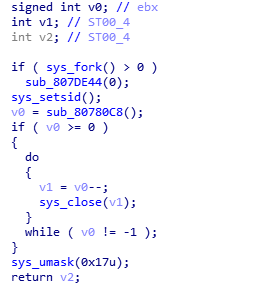 signed int v0; // ebx
int v1; // ST00_4
int v2; // ST00_4

if ( sys_fork() > 0 )
  sub_807DE44(0);
sys_setsid();
v0 = sub_80780C8();
if ( v0 >= 0 )
{
  do
  {
    v1 = v0--;
    sys_close(v1);
  }
  while ( v0 != -1 );
}
sys_umask(0x17u);
return v2;